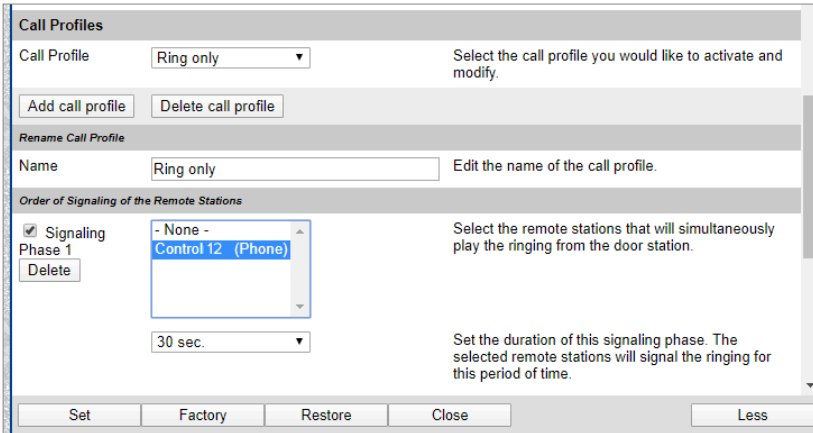 Call Profiles
Call Profile
Ring only
Select the call profile you would like to activate and
modify.
Add call profile
Delete call profile
Rename Call Profile
Name
Ring only
Edit the name of the call profile.
Order of Signaling of the Remote Stations
Signaling
Phase 1
Delete
- None -
Control 12 (Phone)
Select the remote stations that will simultaneously
play the ringing from the door station.
30 sec.
Set the duration of this signaling phase. The
selected remote stations will signal the ringing for
this period of time.
Set
Factory
Restore
Close
Less